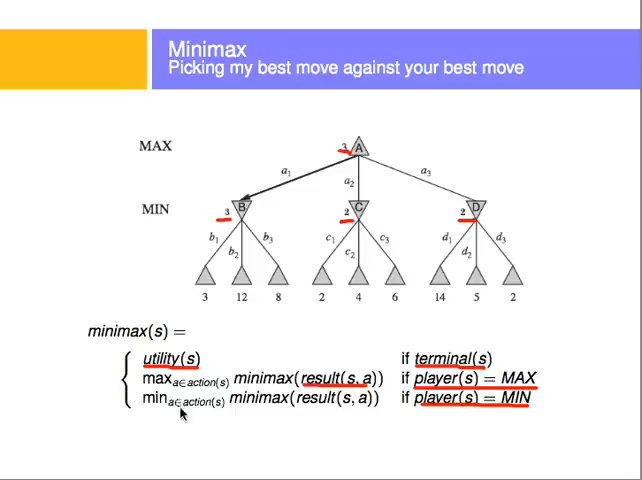 Minimax
Picking my best move against your best move
MAX
3 A
a1 a2 a3
MIN
3 B 2 C 2 D
b1 b2 b3 c1 c2 c3 d1 d2 d3
3 12 8 2 4 6 14 5 2
minimax(s) =
utility(s) if terminal(s)
max a∈action(s) minimax(result(s, a)) if player(s) = MAX
min a∈action(s) minimax(result(s, a)) if player(s) = MIN